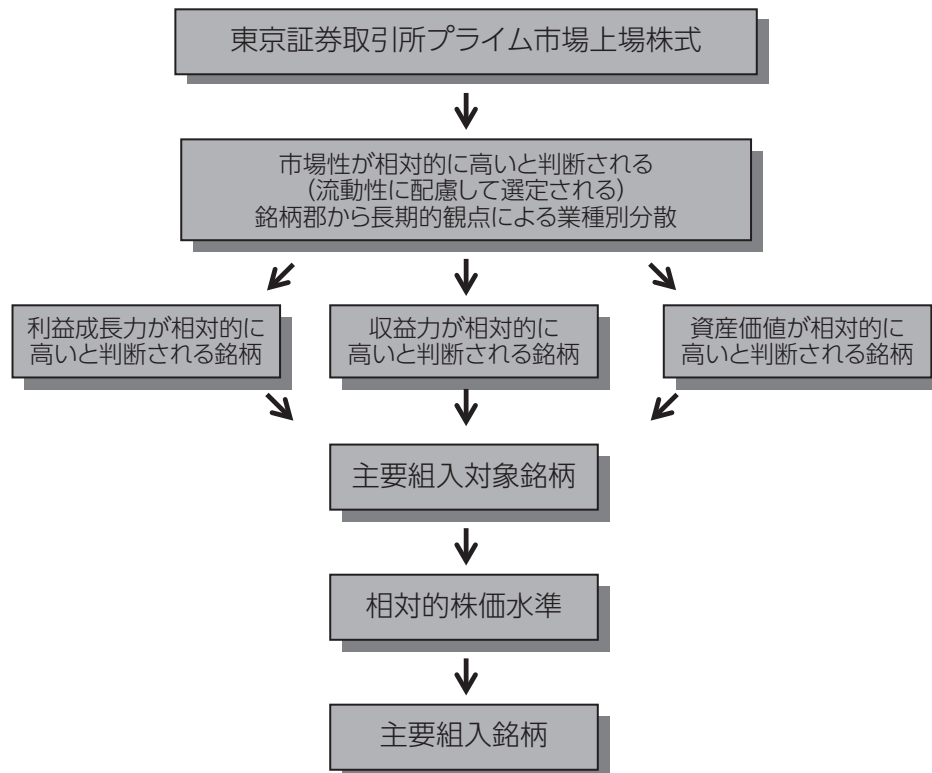 東京証券取引所プライム市場上場株式
市場性が相対的に高いと判断される
(流動性に配慮して選定される)
銘柄郡から長期的観点による業種別分散
利益成長力が相対的に
高いと判断される銘柄
収益力が相対的に
高いと判断される銘柄
資産価値が相対的に
高いと判断される銘柄
主要組入対象銘柄
相対的株価水準
主要組入銘柄